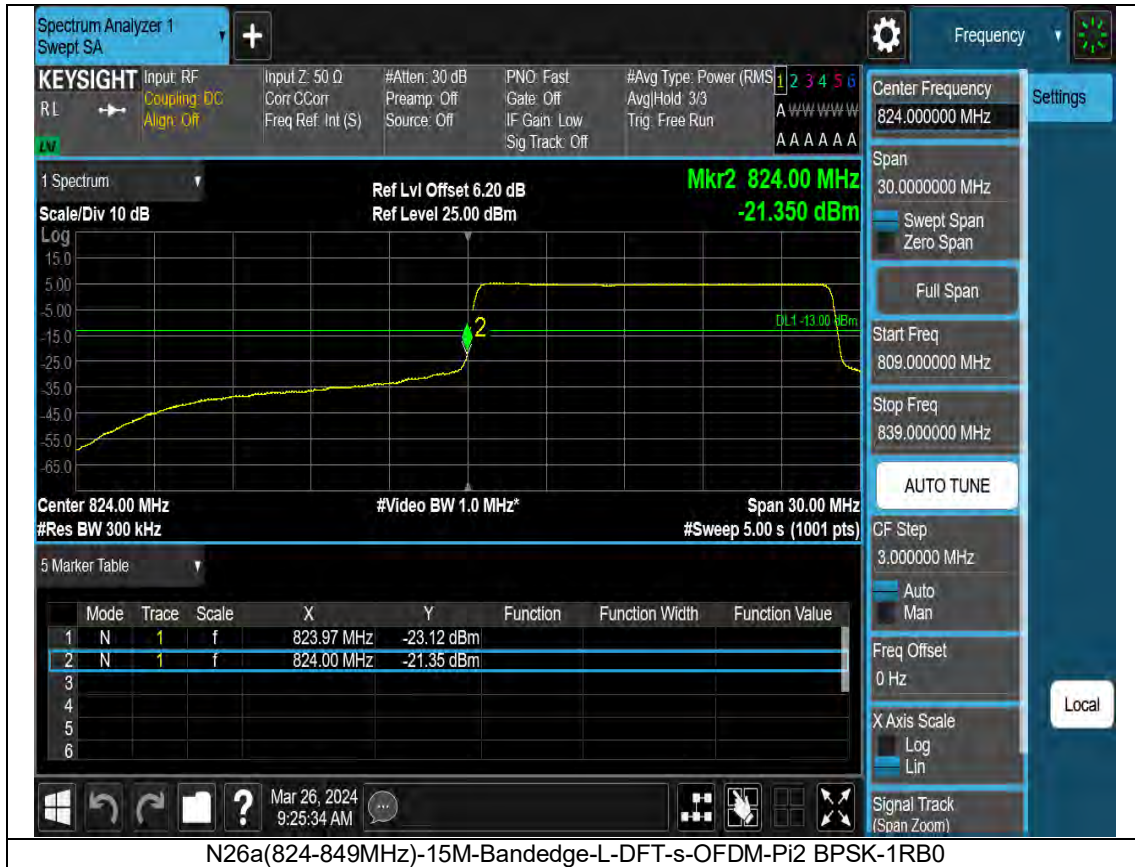 Spectrum Analyzer 1
Swept SA
+
Frequency
KEYSIGHT
Input: RF
Coupling: DC
Align: Off
Input Z: 50 Ω
Corr CCorr
Freq Ref: Int (S)
#Atten: 30 dB
Preamp: Off
Source: Off
PNO: Fast
Gate: Off
IF Gain: Low
Sig Track: Off
#Avg Type: Power (RMS
Avg|Hold: 3/3
Trig: Free Run
1 2 3 4 5 6
A W W W W W
A A A A A A
RL
1 Spectrum
Scale/Div 10 dB
Ref Lvl Offset 6.20 dB
Ref Level 25.00 dBm
Mkr2 824.00 MHz
-21.350 dBm
Log
15.0
5.00
-5.00
-15.0
-25.0
-35.0
-45.0
-55.0
-65.0
2
DL1 -13.00 dBm
Center 824.00 MHz
#Video BW 1.0 MHz*
Span 30.00 MHz
#Res BW 300 kHz
#Sweep 5.00 s (1001 pts)
5 Marker Table
Mode Trace Scale X Y Function Function Width Function Value
1 N 1 f 823.97 MHz -23.12 dBm
2 N 1 f 824.00 MHz -21.35 dBm
3
4
5
6
?
Mar 26, 2024
9:25:34 AM
Center Frequency
824.000000 MHz
Settings
Span
30.0000000 MHz
Swept Span
Zero Span
Full Span
Start Freq
809.000000 MHz
Stop Freq
839.000000 MHz
AUTO TUNE
CF Step
3.000000 MHz
Auto
Man
Freq Offset
0 Hz
X Axis Scale
Log
Lin
Local
Signal Track
(Span Zoom)
N26a(824-849MHz)-15M-Bandedge-L-DFT-s-OFDM-Pi2 BPSK-1RB0